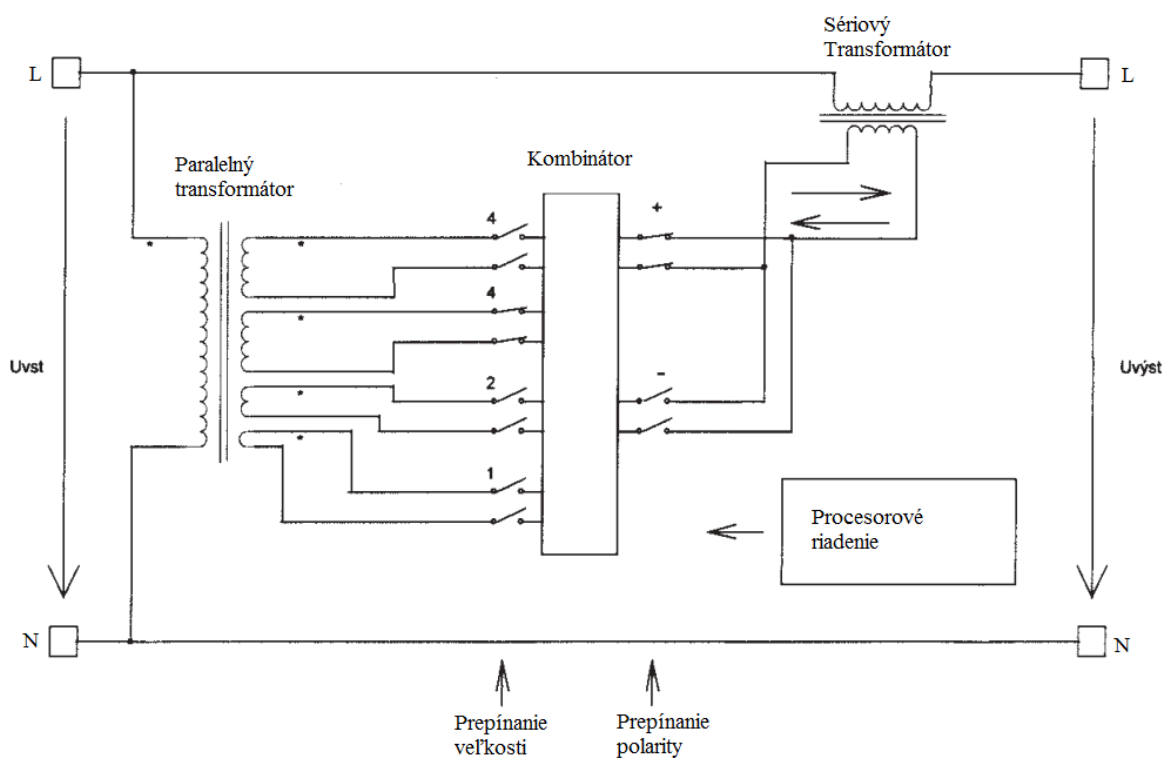 Sériový
Transformátor
L
L
Paralelný
transformátor
Kombinátor
4
+
*
*
4
*
Uvst
Uvýst
2
-
*
*
1
Procesorové
riadenie
N
N
Prepínanie
veľkosti
Prepínanie
polarity